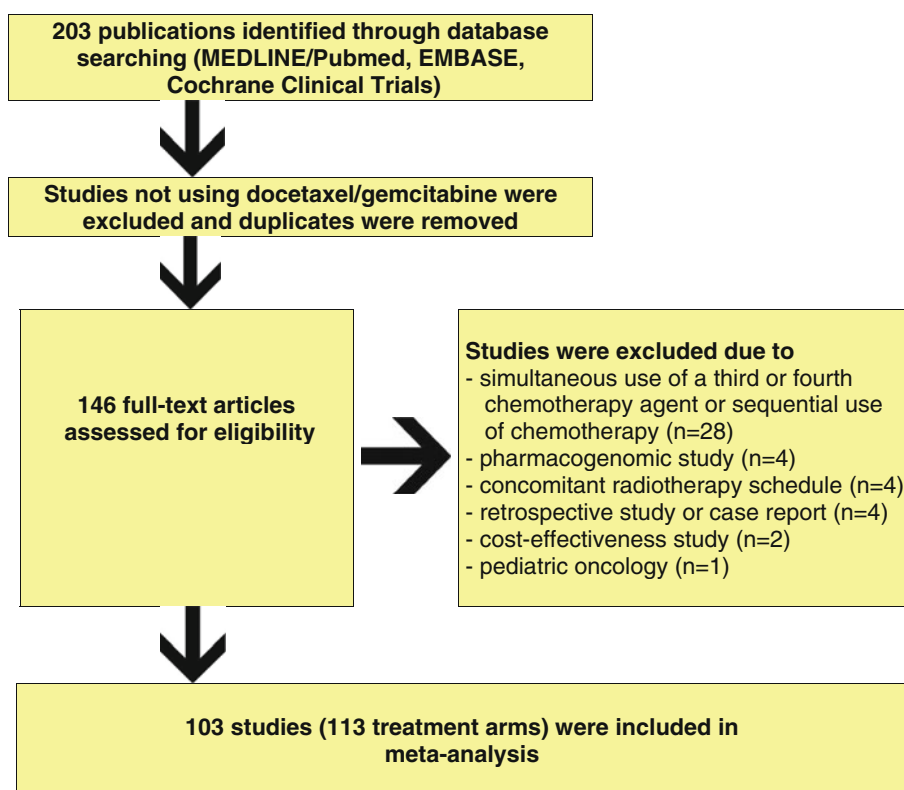 203 publications identified through database
searching (MEDLINE/Pubmed, EMBASE,
Cochrane Clinical Trials)
Studies not using docetaxel/gemcitabine were
excluded and duplicates were removed
146 full-text articles
assessed for eligibility
Studies were excluded due to
- simultaneous use of a third or fourth
chemotherapy agent or sequential use
of chemotherapy (n=28)
- pharmacogenomic study (n=4)
- concomitant radiotherapy schedule (n=4)
- retrospective study or case report (n=4)
- cost-effectiveness study (n=2)
- pediatric oncology (n=1)
103 studies (113 treatment arms) were included in
meta-analysis